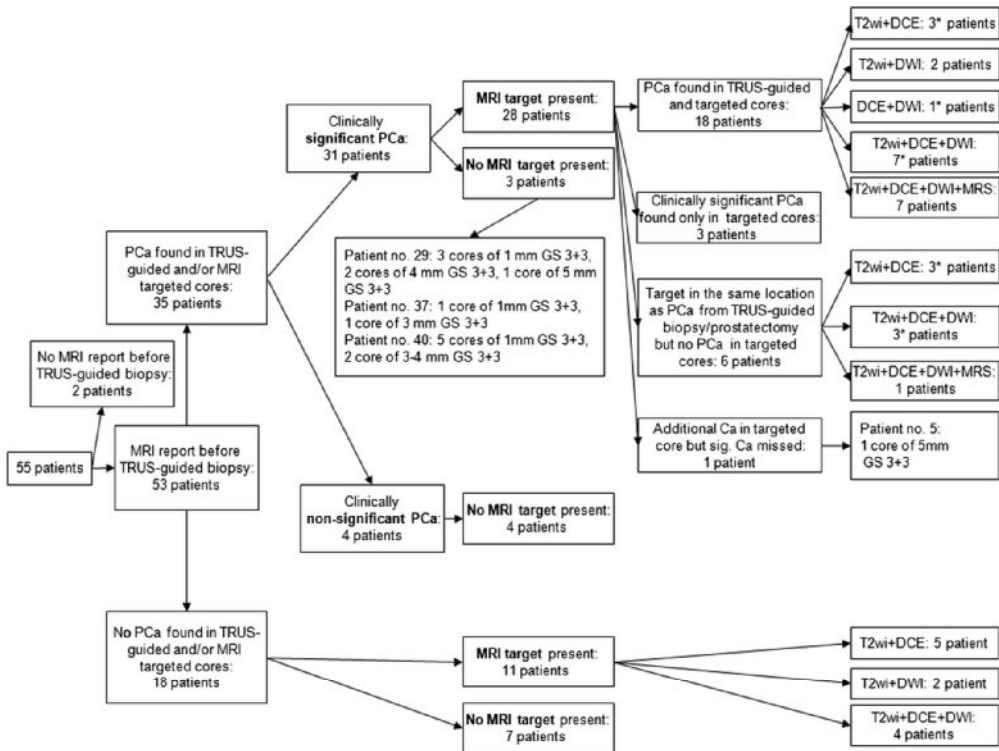 55 patients
No MRI report before
TRUS-guided biopsy:
2 patients
MRI report before
TRUS-guided biopsy:
53 patients
PCa found in TRUS-
guided and/or MRI
targeted cores:
35 patients
No PCa found in TRUS-
guided and/or MRI
targeted cores:
18 patients
Clinically
significant PCa:
31 patients
Clinically
non-significant PCa:
4 patients
MRI target present:
28 patients
No MRI target present:
3 patients
Patient no. 29: 3 cores of 1 mm GS 3+3,
2 cores of 4 mm GS 3+3, 1 core of 5 mm
GS 3+3
Patient no. 37: 1 core of 1mm GS 3+3,
1 core of 3 mm GS 3+3
Patient no. 40: 5 cores of 1mm GS 3+3,
2 core of 3-4 mm GS 3+3
No MRI target present:
4 patients
MRI target present:
11 patients
No MRI target present:
7 patients
PCa found in TRUS-guided
and targeted cores:
18 patients
Clinically significant PCa
found only in targeted cores:
3 patients
Target in the same location
as PCa from TRUS-guided
biopsy/prostatectomy
but no PCa in targeted
cores: 6 patients
Additional Ca in targeted
core but sig. Ca missed:
1 patient
T2wi+DCE: 3* patients
T2wi+DWI: 2 patients
DCE+DWI: 1* patients
T2wi+DCE+DWI:
7* patients
T2wi+DCE+DWI+MRS:
7 patients
T2wi+DCE: 3* patients
T2wi+DCE+DWI:
3* patients
T2wi+DCE+DWI+MRS:
1 patients
Patient no. 5:
1 core of 5mm
GS 3+3
T2wi+DCE: 5 patient
T2wi+DWI: 2 patient
T2wi+DCE+DWI:
4 patients